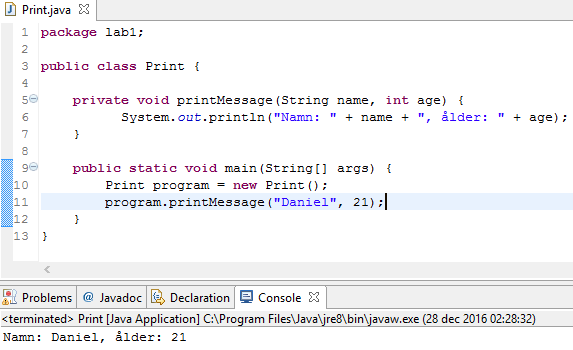 Print.java
1 package lab1;
2
3 public class Print {
4
5 private void printMessage(String name, int age) {
6 System.out.println("Namn: " + name + ", ålder: " + age);
7 }
8
9 public static void main(String[] args) {
10 Print program = new Print();
11 program.printMessage("Daniel", 21);
12 }
13 }
Problems @ Javadoc Declaration Console
<terminated> Print [Java Application] C:\Program Files\Java\jre8\bin\javaw.exe (28 dec 2016 02:28:32)
Namn: Daniel, ålder: 21